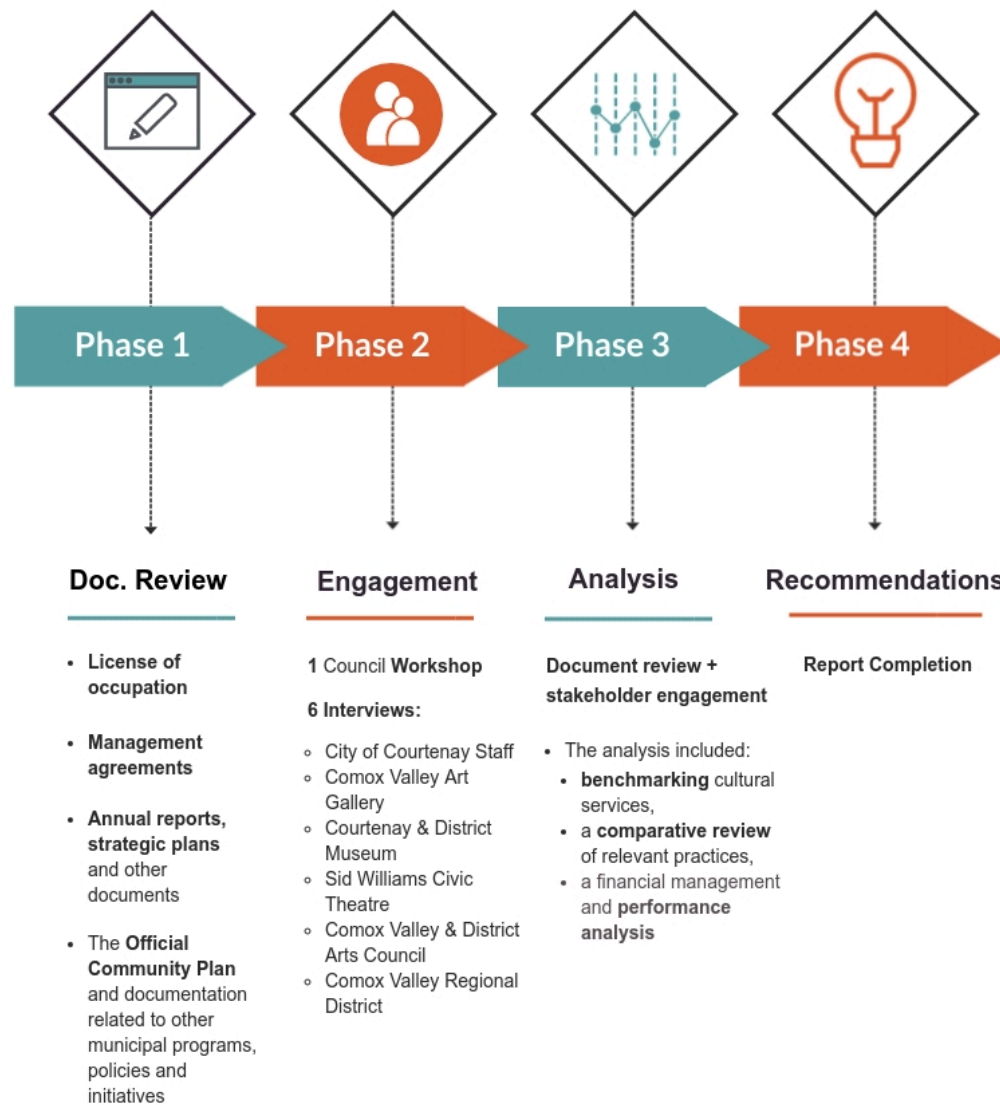 Phase 1
Phase 2
Phase 3
Phase 4
Doc. Review
License of
occupation
Management
agreements
Annual reports,
strategic plans
and other
documents
The Official
Community Plan
and documentation
related to other
municipal programs,
policies and
initiatives
Engagement
1 Council Workshop
6 Interviews:
City of Courtenay Staff
Comox Valley Art
Gallery
Courtenay & District
Museum
Sid Williams Civic
Theatre
Comox Valley & District
Arts Council
Comox Valley Regional
District
Analysis
Document review +
stakeholder engagement
The analysis included:
benchmarking cultural
services,
a comparative review
of relevant practices,
a financial management
and performance
analysis
Recommendations
Report Completion